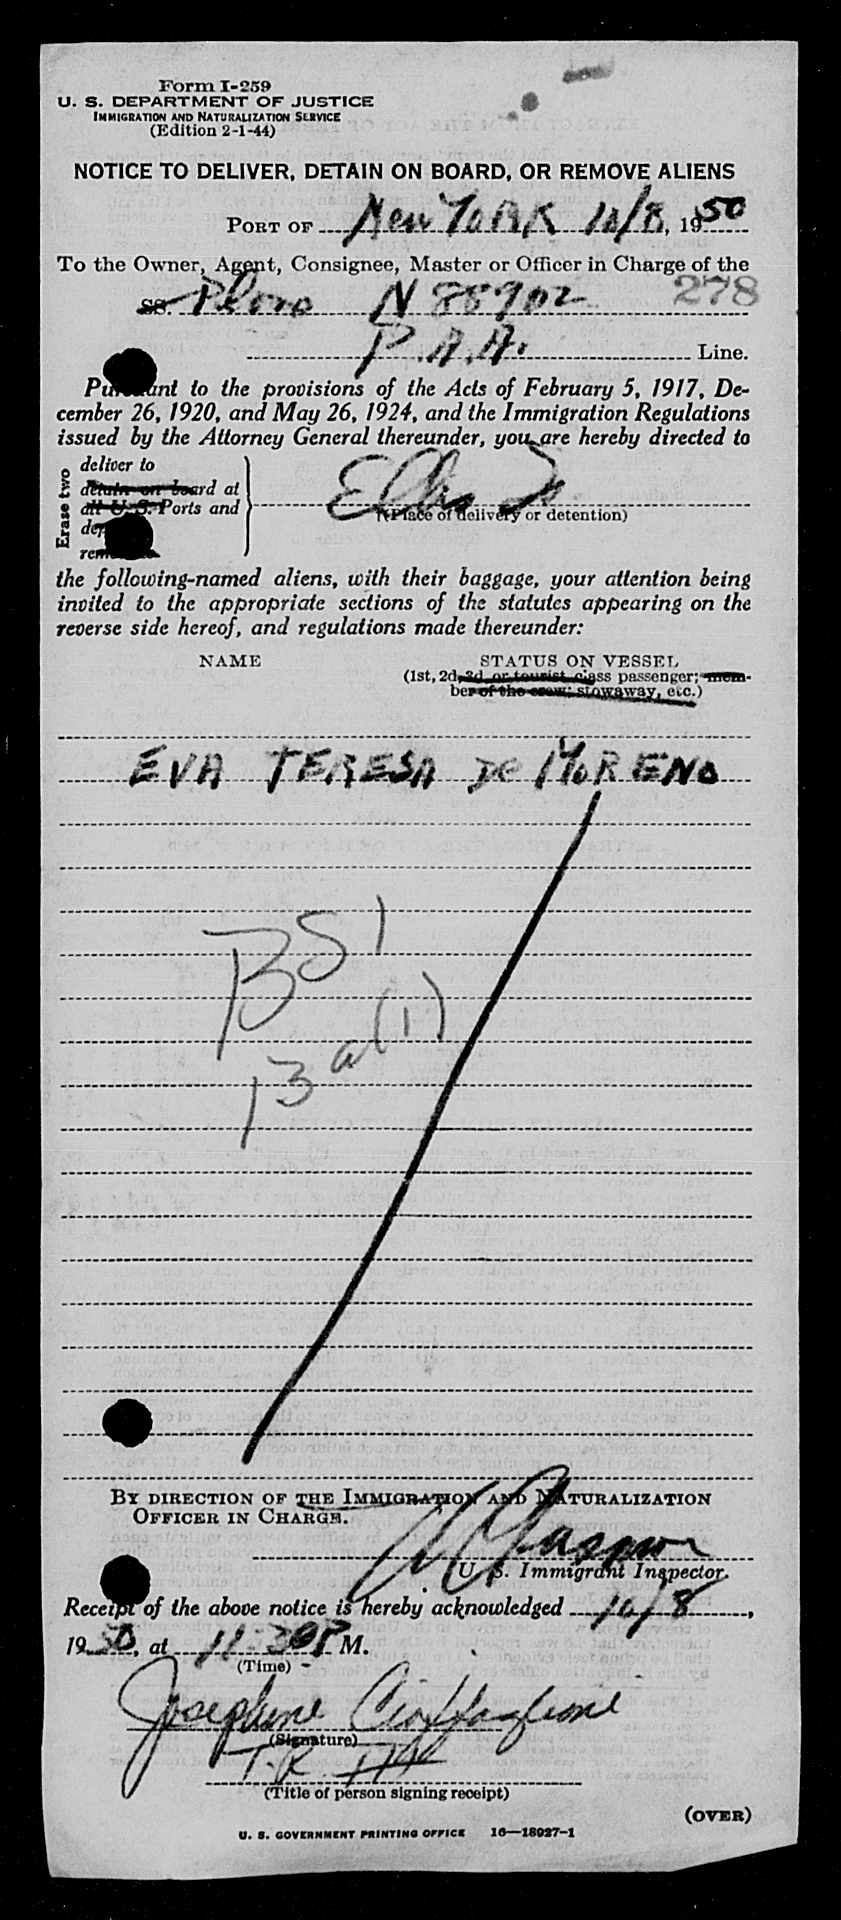 Form I-259
U. S. DEPARTMENT OF JUSTICE
IMMIGRATION AND NATURALIZATION SERVICE
(Edition 2-1-44)
NOTICE TO DELIVER, DETAIN ON BOARD, OR REMOVE ALIENS
PORT OF New YORK 10/8, 1950
To the Owner, Agent, Consignee, Master or Officer in Charge of the
SS. Plane N 88902 278
P.A.A. Line.
Pursuant to the provisions of the Acts of February 5, 1917, De-
cember 26, 1920, and May 26, 1924, and the Immigration Regulations
issued by the Attorney General thereunder, you are hereby directed to
Erase two
deliver to
detain on board at
all U. S. Ports and
Ellis Is
(Place of delivery or detention)
the following-named aliens, with their baggage, your attention being
invited to the appropriate sections of the statutes appearing on the
reverse side hereof, and regulations made thereunder:
NAME STATUS ON VESSEL
(1st, 2d, 3d, or tourist class passenger; mem-
ber of the crew; stowaway, etc.)
EVA TERESA De MORENO
BSI
13a(1)
BY DIRECTION OF THE IMMIGRATION AND NATURALIZATION
OFFICER IN CHARGE.
U. S. Immigrant Inspector.
Receipt of the above notice is hereby acknowledged 10/8,
1950, at 11:30P M.
(Time)
Josephine
(Signature)
T.R.
(Title of person signing receipt)
(OVER)
U. S. GOVERNMENT PRINTING OFFICE 16—18927-1